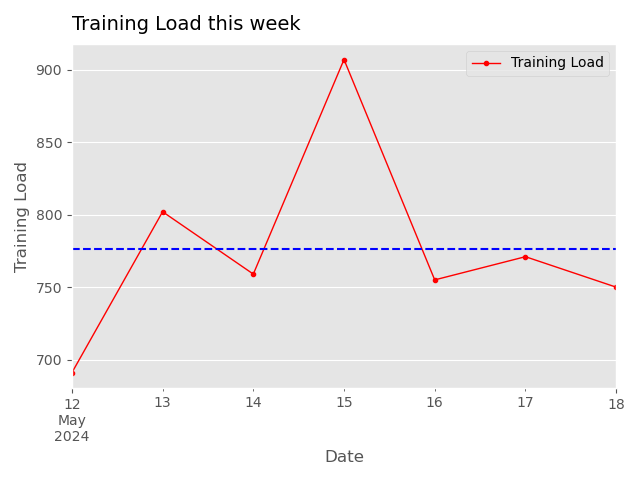 Training Load this week
Training Load
900
850
800
750
700
Training Load
12 13 14 15 16 17 18
May
2024
Date